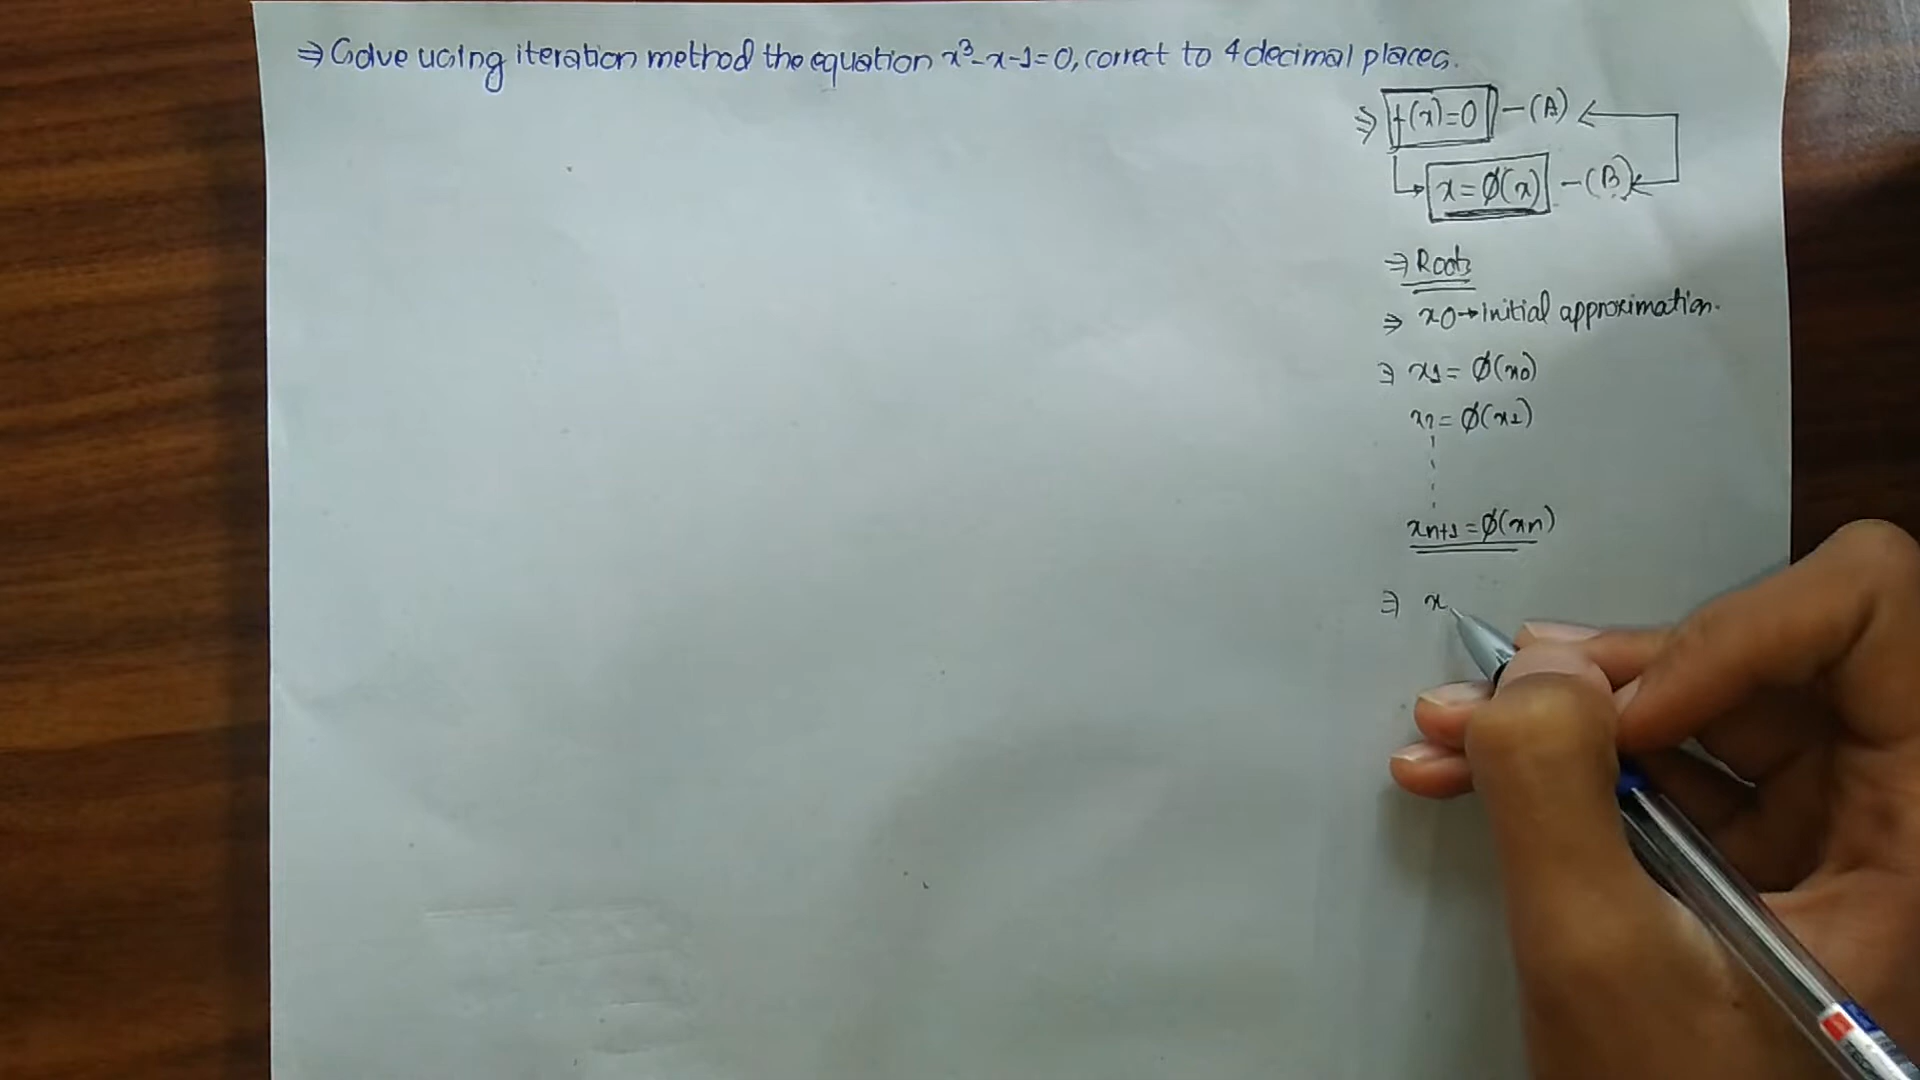 ⇒ Solve using iteration method the equation x³-x-1=0, correct to 4 decimal places.
⇒ f(x)=0 -(A)
x=∅(x) -(B)
⇒ Roots
⇒ x0→initial approximation.
⇒ x1=∅(x0)
x2=∅(x1)
xn+1=∅(xn)
⇒ x